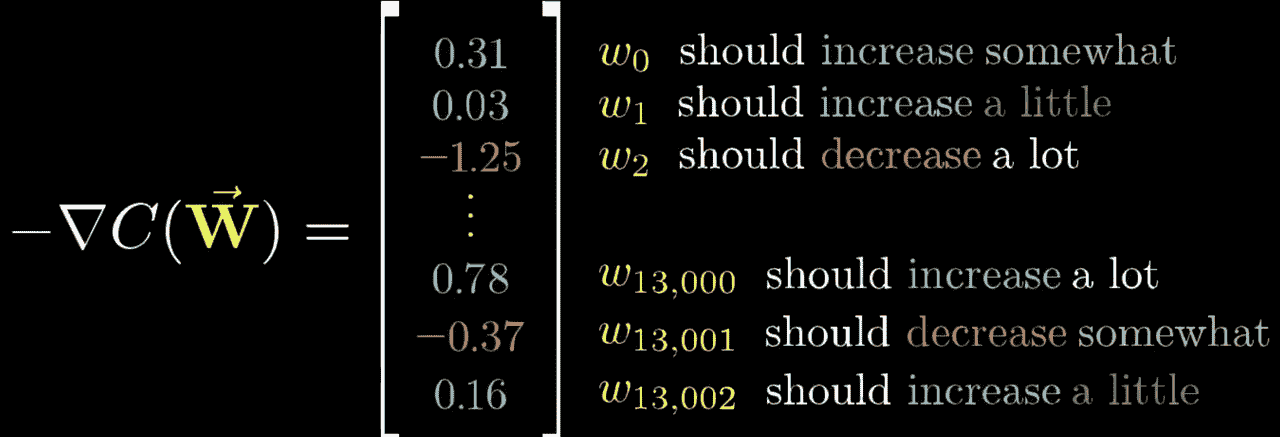 0.31 w₀ should increase somewhat
0.03 w₁ should increase a little
−1.25 w₂ should decrease a lot
−∇C(W⃗) = ⋮
0.78 w₁₃,₀₀₀ should increase a lot
−0.37 w₁₃,₀₀₁ should decrease somewhat
0.16 w₁₃,₀₀₂ should increase a little